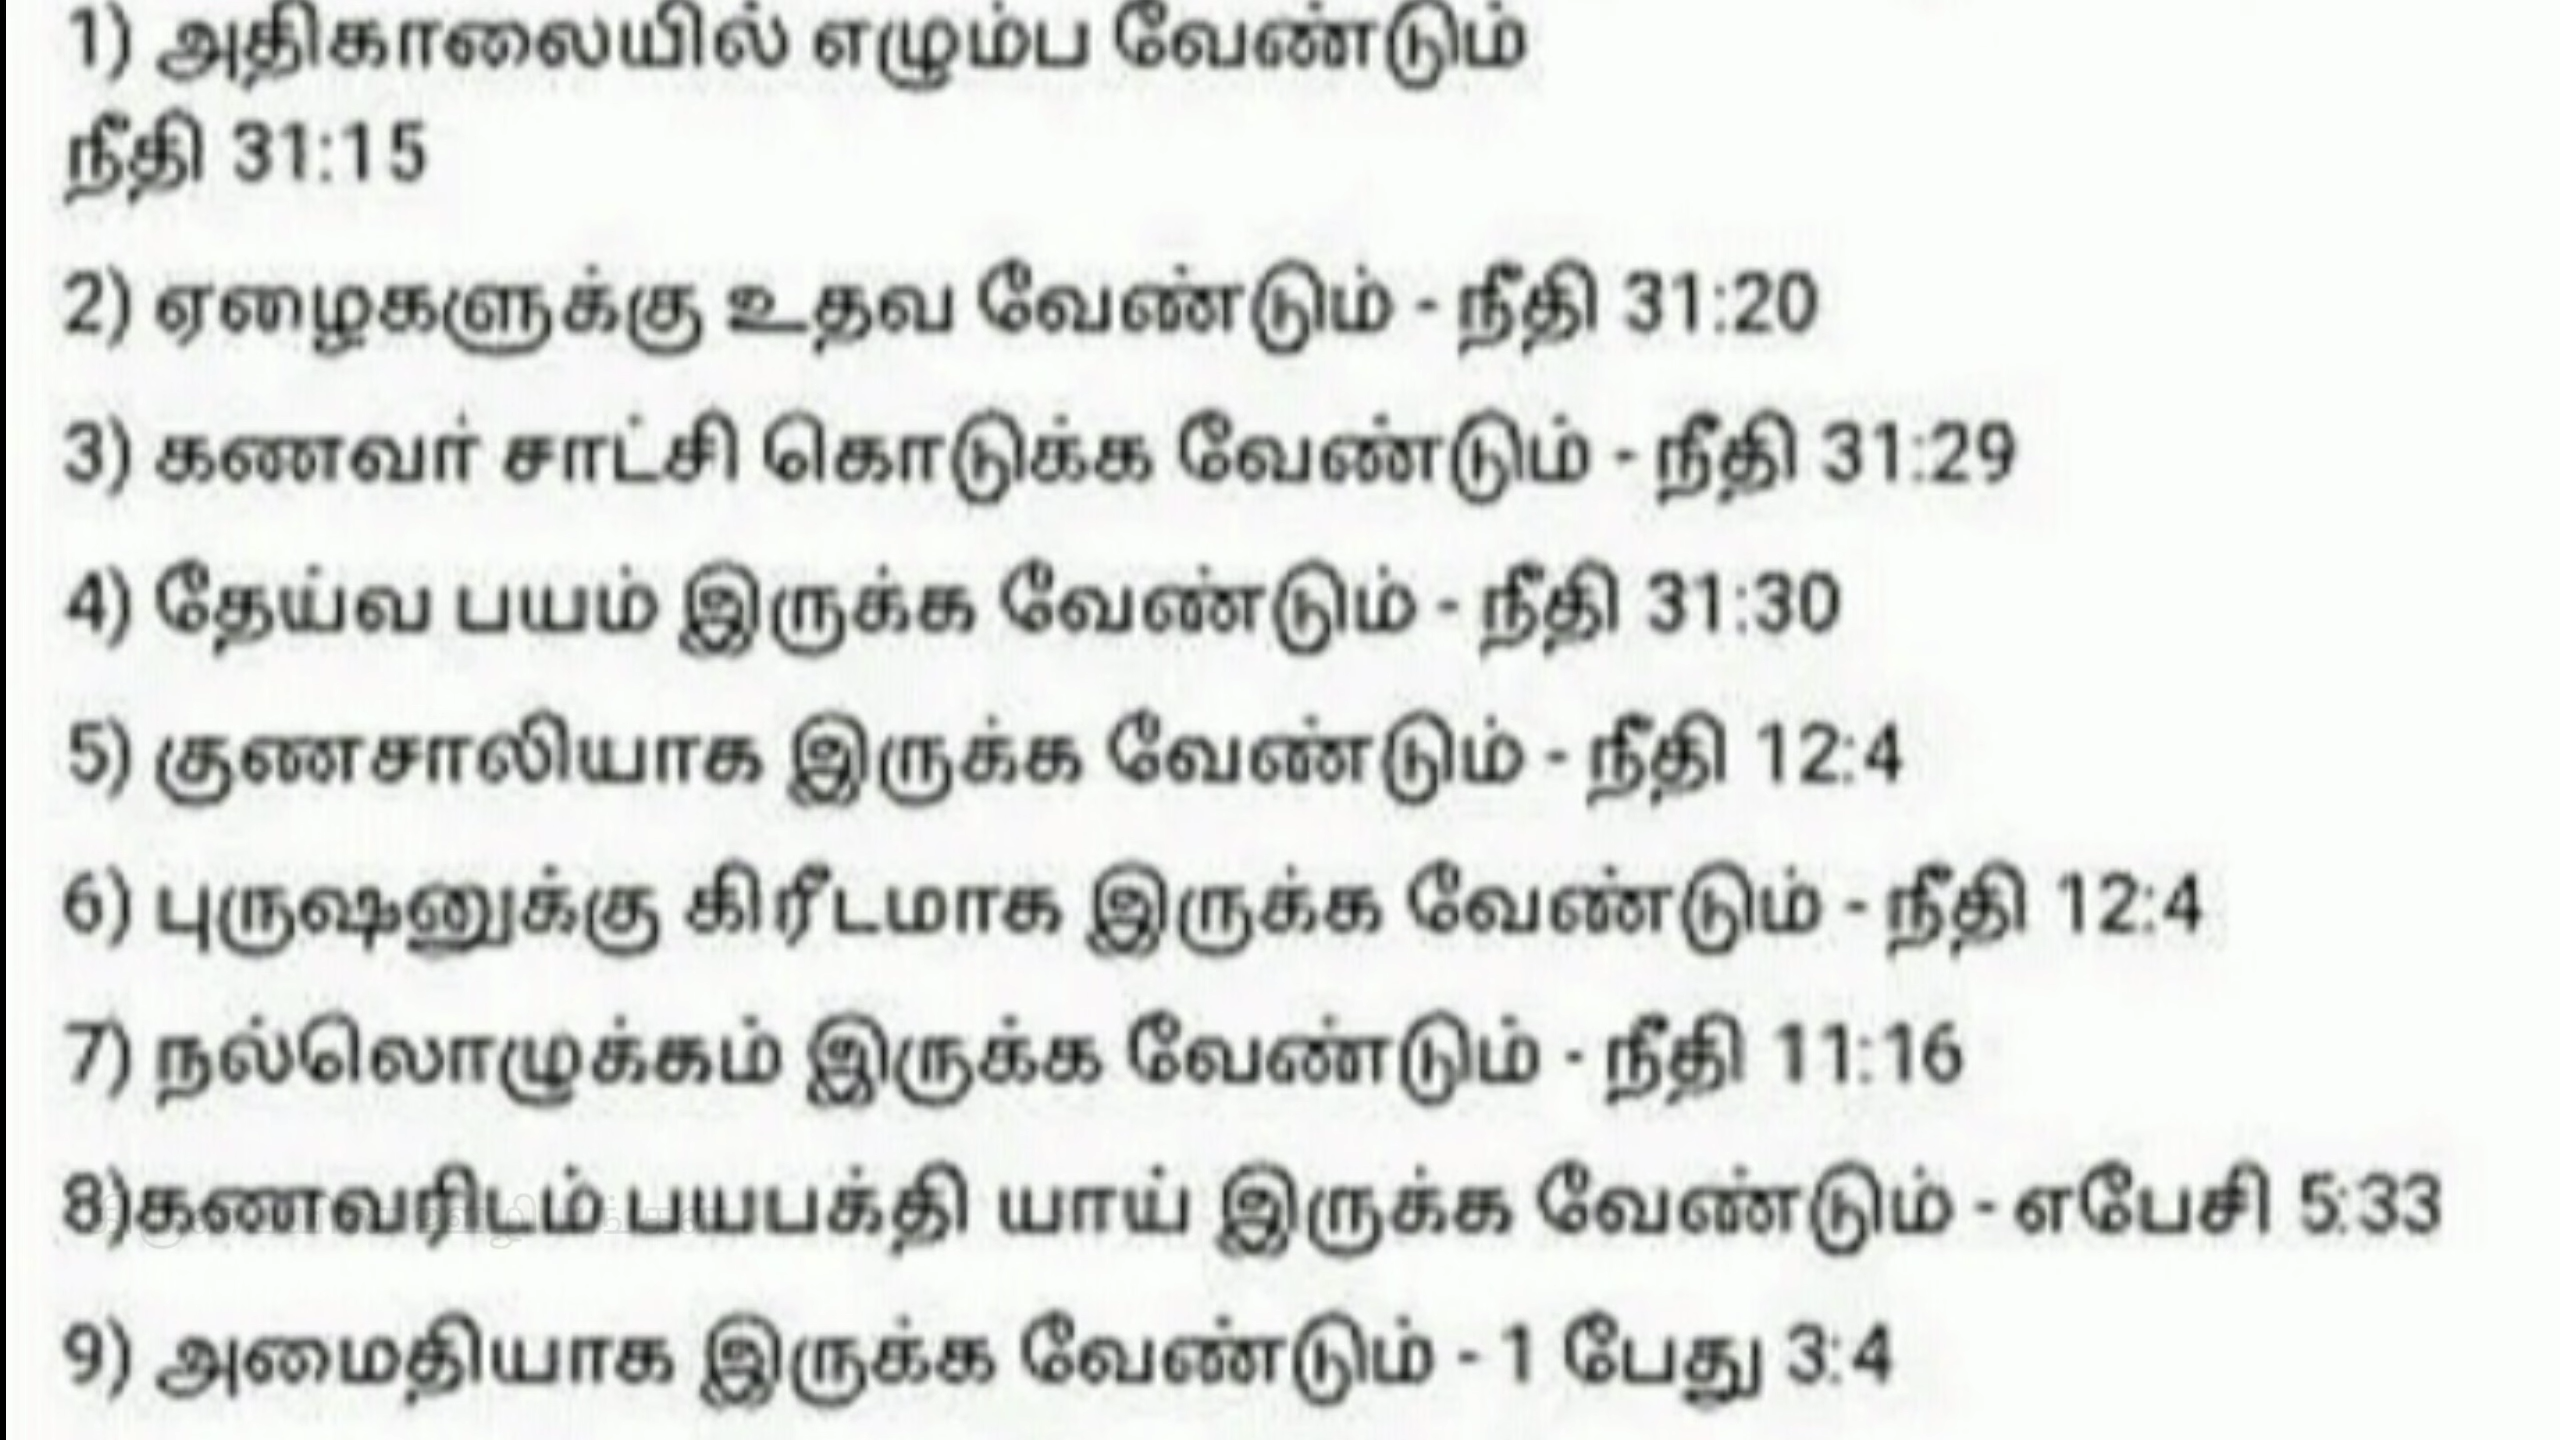 1) அதிகாலையில் எழும்ப வேண்டும்
நீதி 31:15
2) ஏழைகளுக்கு உதவ வேண்டும் - நீதி 31:20
3) கணவர் சாட்சி கொடுக்க வேண்டும் - நீதி 31:29
4) தேய்வ பயம் இருக்க வேண்டும் - நீதி 31:30
5) குணசாலியாக இருக்க வேண்டும் - நீதி 12:4
6) புருஷனுக்கு கிரீடமாக இருக்க வேண்டும் - நீதி 12:4
7) நல்லொழுக்கம் இருக்க வேண்டும் - நீதி 11:16
8)கணவரிடம் பயபக்தி யாய் இருக்க வேண்டும் - எபேசி 5:33
9) அமைதியாக இருக்க வேண்டும் - 1 பேது 3:4